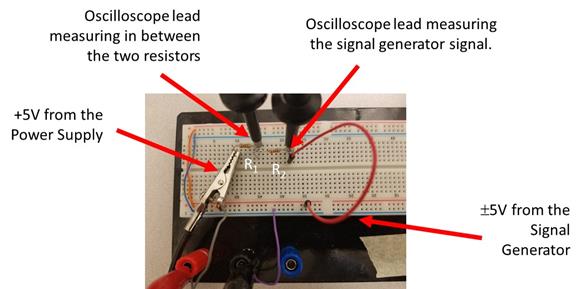 Oscilloscope lead
measuring in between
the two resistors
Oscilloscope lead measuring
the signal generator signal.
+5V from the
Power Supply
R1
R2
±5V from the
Signal
Generator